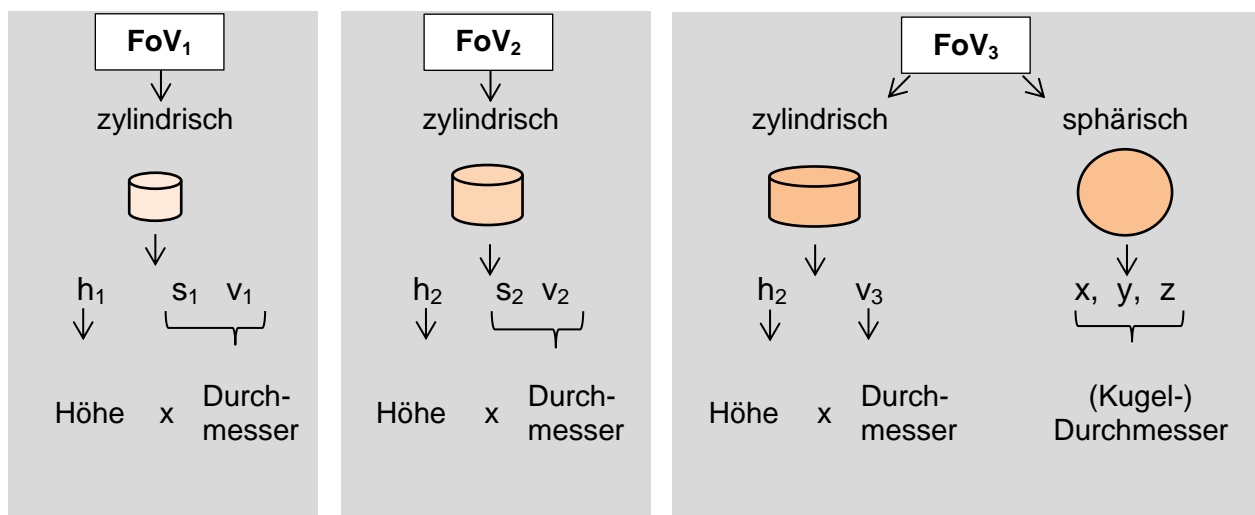 FoV₁
zylindrisch
h₁ s₁ v₁
Höhe x Durch-
messer
FoV₂
zylindrisch
h₂ s₂ v₂
Höhe x Durch-
messer
FoV₃
zylindrisch
h₂ v₃
Höhe x Durch-
messer
sphärisch
x, y, z
(Kugel-)
Durchmesser